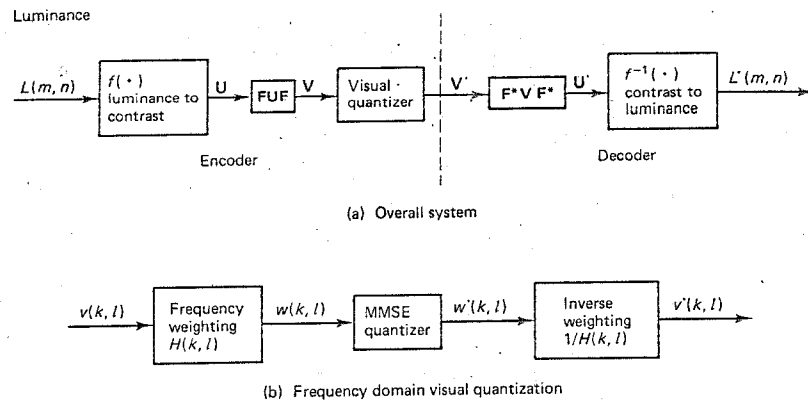 Luminance
L(m, n)
f(·)
luminance to
contrast
U
FUF
V
Visual
quantizer
V˙
F*V˙F*
U˙
f⁻¹(·)
contrast to
luminance
L˙(m, n)
Encoder
Decoder
(a) Overall system
v(k, l)
Frequency
weighting
H(k, l)
w(k, l)
MMSE
quantizer
w˙(k, l)
Inverse
weighting
1/H(k, l)
v˙(k, l)
(b) Frequency domain visual quantization